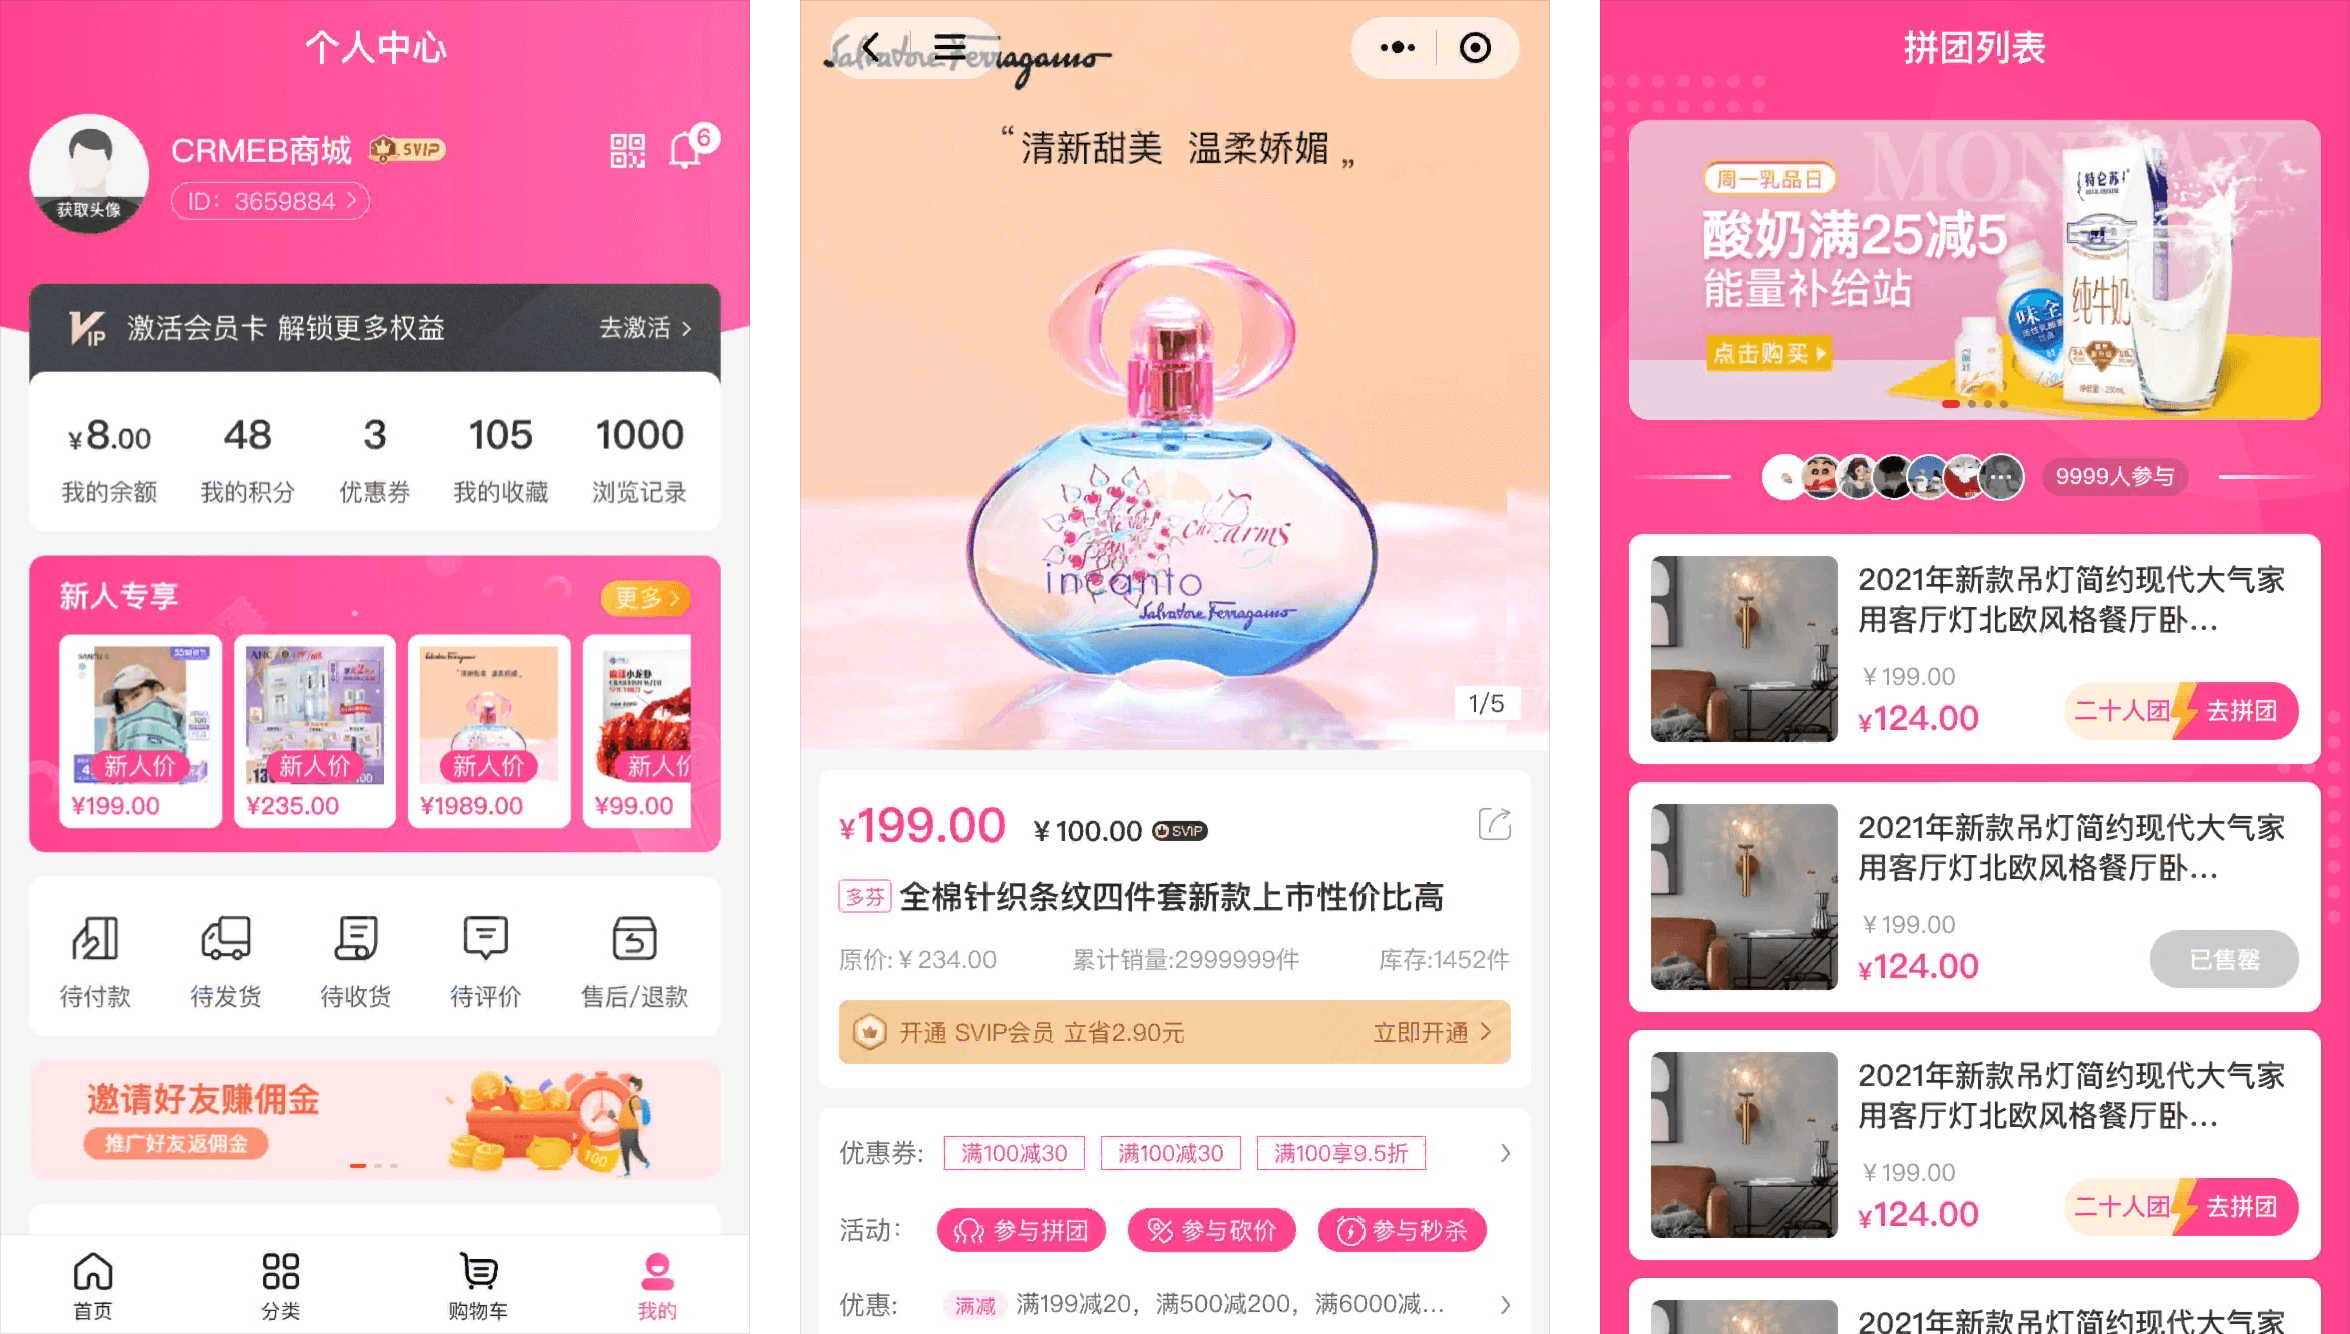 个人中心
CRMEB商城
SVIP
6
获取头像
ID: 3659884
VIP
激活会员卡 解锁更多权益
去激活
¥8.00
48
3
105
1000
我的余额
我的积分
优惠券
我的收藏
浏览记录
新人专享
更多
新人价
新人价
新人价
新人价
¥199.00
¥235.00
¥1989.00
¥99.00
待付款
待发货
待收货
待评价
售后/退款
邀请好友赚佣金
推广好友返佣金
100
首页
分类
购物车
我的
Salvatore Ferragamo
“清新甜美 温柔娇媚„
charms
incanto
Salvatore Ferragamo
1/5
¥199.00
¥100.00
SVIP
多芬
全棉针织条纹四件套新款上市性价比高
原价:¥234.00
累计销量:2999999件
库存:1452件
开通 SVIP会员 立省2.90元
立即开通
优惠券:
满100减30
满100减30
满100享9.5折
活动:
参与拼团
参与砍价
参与秒杀
优惠:
满减
满199减20，满500减200，满6000减...
拼团列表
MONDAY
周一乳品日
酸奶满25减5
能量补给站
点击购买
特仑苏
纯牛奶
味全
9999人参与
2021年新款吊灯简约现代大气家
用客厅灯北欧风格餐厅卧...
¥199.00
¥124.00
二十人团
去拼团
2021年新款吊灯简约现代大气家
用客厅灯北欧风格餐厅卧...
¥199.00
¥124.00
已售罄
2021年新款吊灯简约现代大气家
用客厅灯北欧风格餐厅卧...
¥199.00
¥124.00
二十人团
去拼团
2021年新款吊灯简约现代大气家